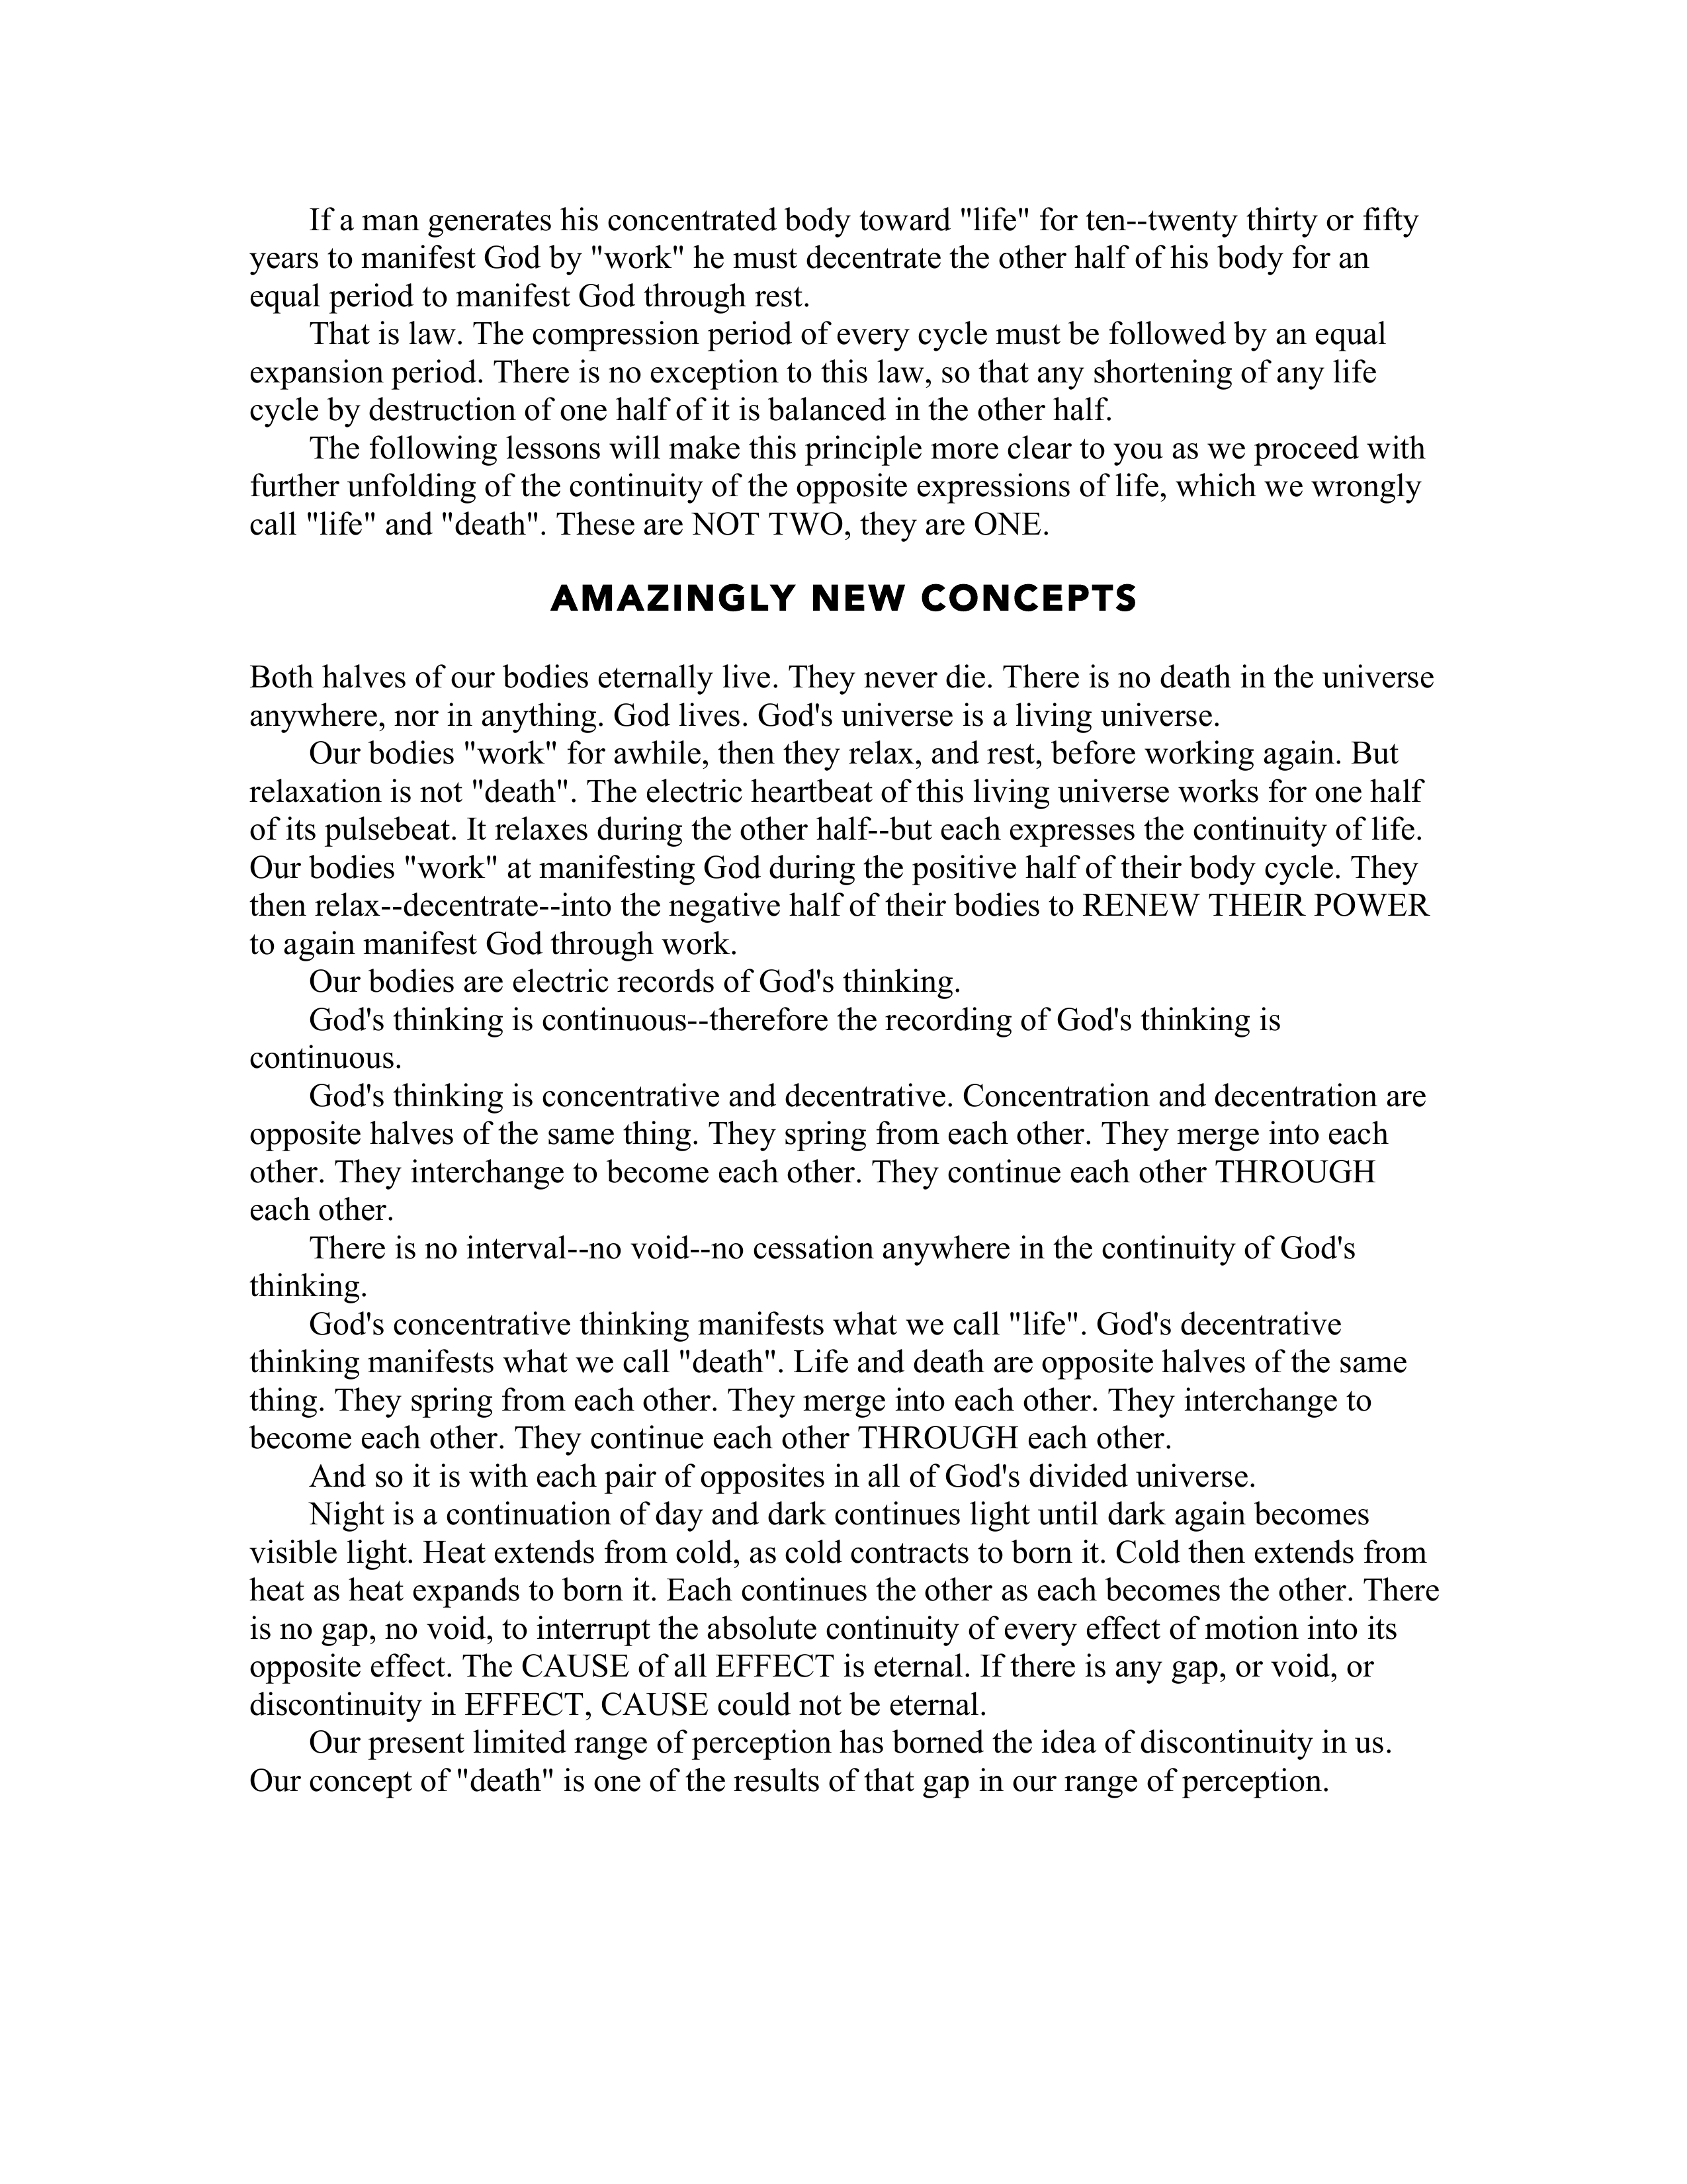 If a man generates his concentrated body toward "life" for ten--twenty thirty or fifty
years to manifest God by "work" he must decentrate the other half of his body for an
equal period to manifest God through rest.
That is law. The compression period of every cycle must be followed by an equal
expansion period. There is no exception to this law, so that any shortening of any life
cycle by destruction of one half of it is balanced in the other half.
The following lessons will make this principle more clear to you as we proceed with
further unfolding of the continuity of the opposite expressions of life, which we wrongly
call "life" and "death". These are NOT TWO, they are ONE.
AMAZINGLY NEW CONCEPTS
Both halves of our bodies eternally live. They never die. There is no death in the universe
anywhere, nor in anything. God lives. God's universe is a living universe.
Our bodies "work" for awhile, then they relax, and rest, before working again. But
relaxation is not "death". The electric heartbeat of this living universe works for one half
of its pulsebeat. It relaxes during the other half--but each expresses the continuity of life.
Our bodies "work" at manifesting God during the positive half of their body cycle. They
then relax--decentrate--into the negative half of their bodies to RENEW THEIR POWER
to again manifest God through work.
Our bodies are electric records of God's thinking.
God's thinking is continuous--therefore the recording of God's thinking is
continuous.
God's thinking is concentrative and decentrative. Concentration and decentration are
opposite halves of the same thing. They spring from each other. They merge into each
other. They interchange to become each other. They continue each other THROUGH
each other.
There is no interval--no void--no cessation anywhere in the continuity of God's
thinking.
God's concentrative thinking manifests what we call "life". God's decentrative
thinking manifests what we call "death". Life and death are opposite halves of the same
thing. They spring from each other. They merge into each other. They interchange to
become each other. They continue each other THROUGH each other.
And so it is with each pair of opposites in all of God's divided universe.
Night is a continuation of day and dark continues light until dark again becomes
visible light. Heat extends from cold, as cold contracts to born it. Cold then extends from
heat as heat expands to born it. Each continues the other as each becomes the other. There
is no gap, no void, to interrupt the absolute continuity of every effect of motion into its
opposite effect. The CAUSE of all EFFECT is eternal. If there is any gap, or void, or
discontinuity in EFFECT, CAUSE could not be eternal.
Our present limited range of perception has borned the idea of discontinuity in us.
Our concept of "death" is one of the results of that gap in our range of perception.